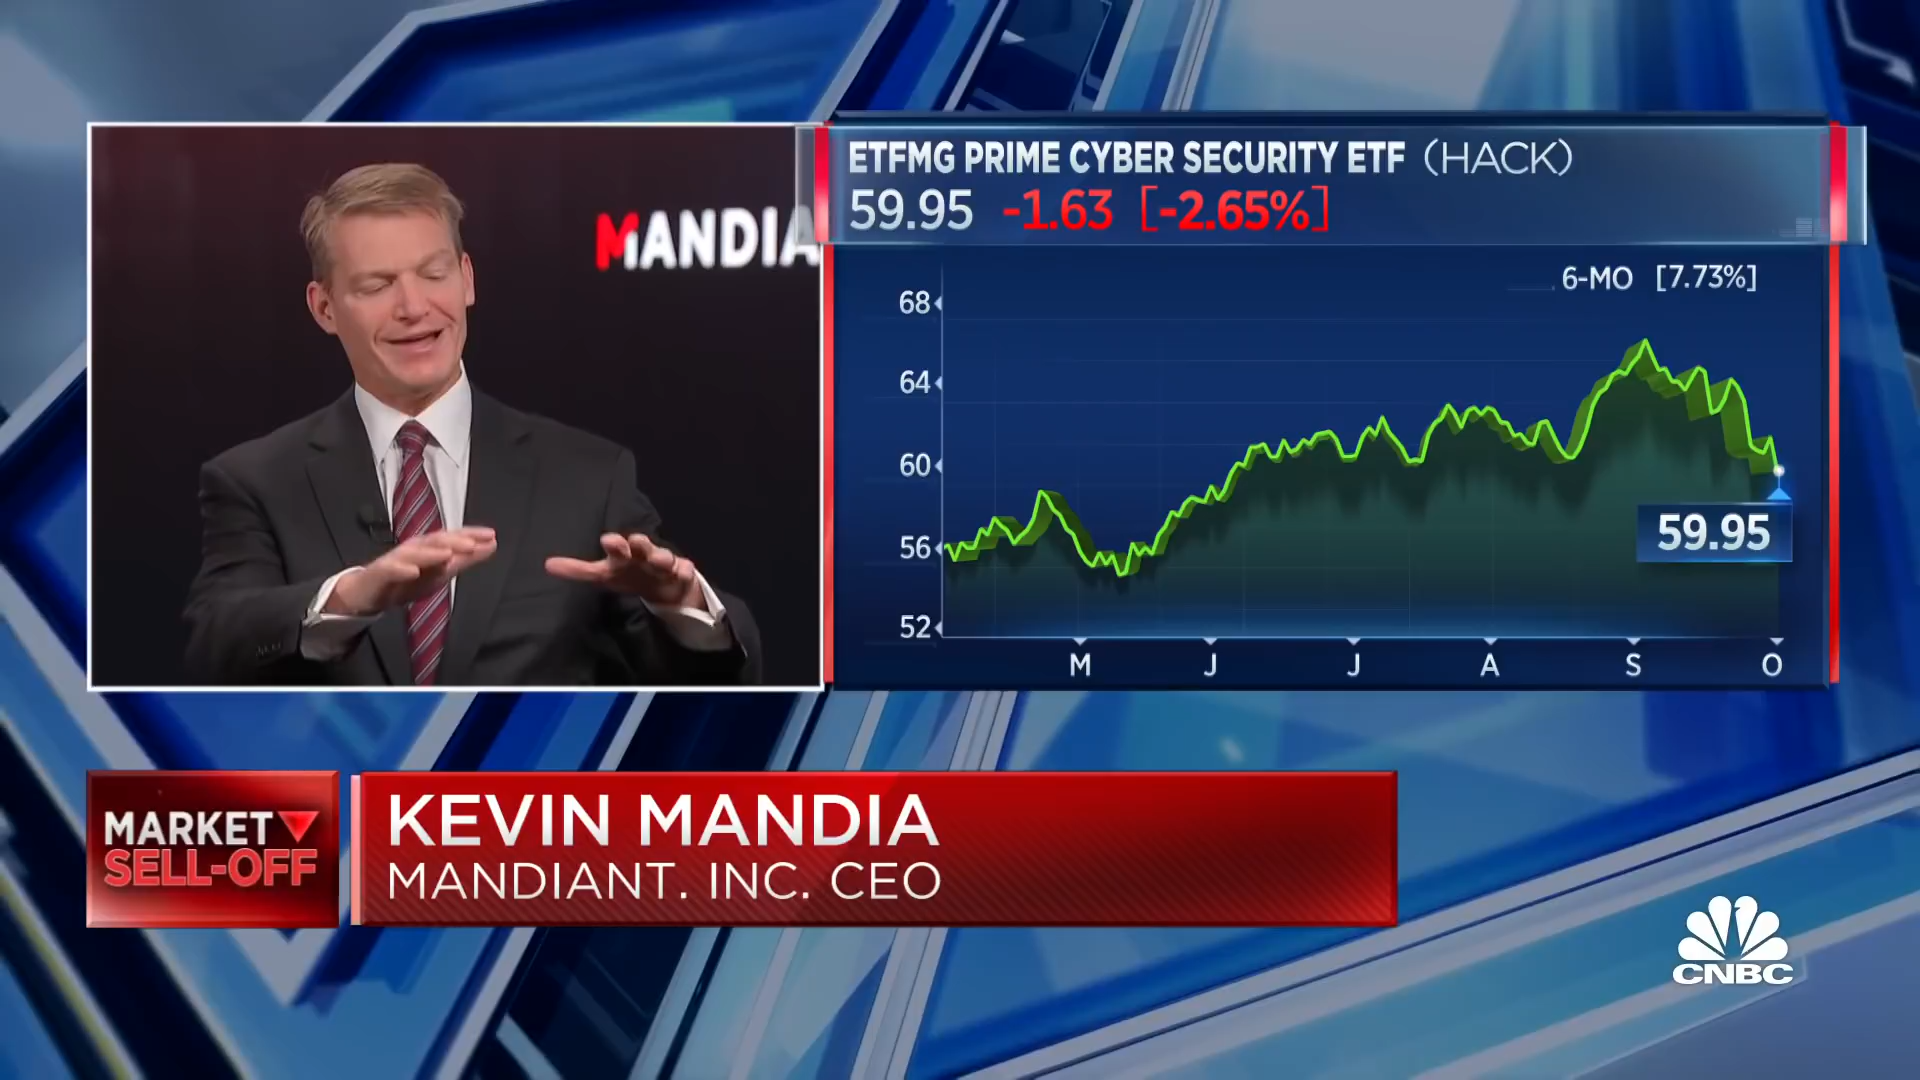 MANDIA
ETFMG PRIME CYBER SECURITY ETF (HACK)
59.95 -1.63 [-2.65%]
6-MO [7.73%]
68
64
60
56
52
59.95
M J J A S O
MARKET
SELL-OFF
KEVIN MANDIA
MANDIANT. INC. CEO
CNBC